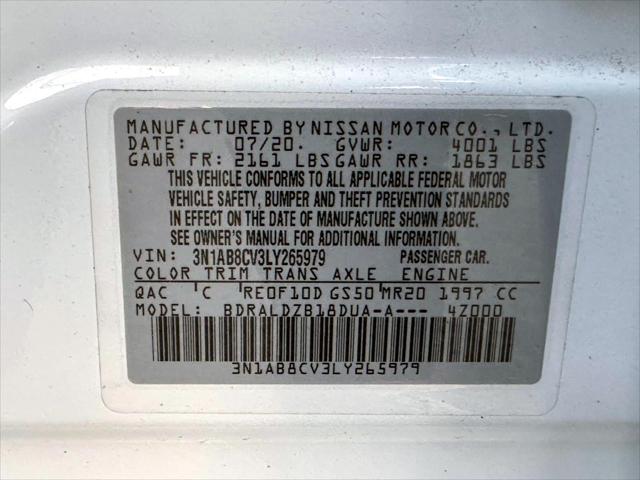 MANUFACTURED BY NISSAN MOTOR CO., LTD.
DATE: 07/20. GVWR: 4001 LBS
GAWR FR: 2161 LBS GAWR RR: 1863 LBS
THIS VEHICLE CONFORMS TO ALL APPLICABLE FEDERAL MOTOR
VEHICLE SAFETY, BUMPER AND THEFT PREVENTION STANDARDS
IN EFFECT ON THE DATE OF MANUFACTURE SHOWN ABOVE.
SEE OWNER'S MANUAL FOR ADDITIONAL INFORMATION.
VIN: 3N1AB8CV3LY265979 PASSENGER CAR.
COLOR TRIM TRANS AXLE ENGINE
QAC C RE0F10D GS50 MR20 1997 CC
MODEL: BDRALDZB18DUA-A--- 4Z000
3N1AB8CV3LY265979